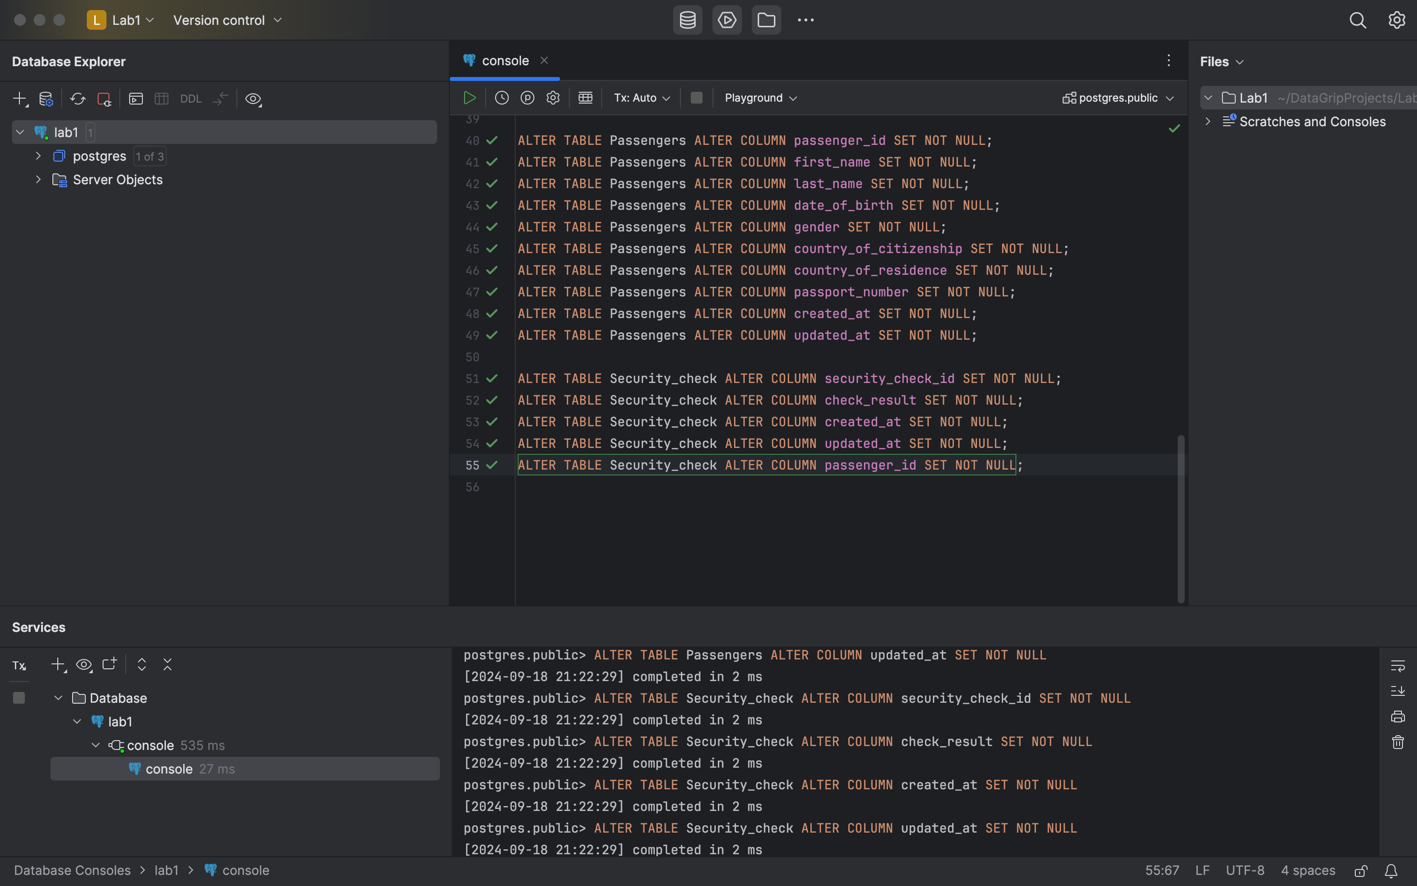 L Lab1 Version control
Database Explorer
DDL
lab1 1
postgres 1 of 3
Server Objects
console
Tx: Auto Playground postgres.public
39
40 ALTER TABLE Passengers ALTER COLUMN passenger_id SET NOT NULL;
41 ALTER TABLE Passengers ALTER COLUMN first_name SET NOT NULL;
42 ALTER TABLE Passengers ALTER COLUMN last_name SET NOT NULL;
43 ALTER TABLE Passengers ALTER COLUMN date_of_birth SET NOT NULL;
44 ALTER TABLE Passengers ALTER COLUMN gender SET NOT NULL;
45 ALTER TABLE Passengers ALTER COLUMN country_of_citizenship SET NOT NULL;
46 ALTER TABLE Passengers ALTER COLUMN country_of_residence SET NOT NULL;
47 ALTER TABLE Passengers ALTER COLUMN passport_number SET NOT NULL;
48 ALTER TABLE Passengers ALTER COLUMN created_at SET NOT NULL;
49 ALTER TABLE Passengers ALTER COLUMN updated_at SET NOT NULL;
50
51 ALTER TABLE Security_check ALTER COLUMN security_check_id SET NOT NULL;
52 ALTER TABLE Security_check ALTER COLUMN check_result SET NOT NULL;
53 ALTER TABLE Security_check ALTER COLUMN created_at SET NOT NULL;
54 ALTER TABLE Security_check ALTER COLUMN updated_at SET NOT NULL;
55 ALTER TABLE Security_check ALTER COLUMN passenger_id SET NOT NULL;
56
Files
Lab1 ~/DataGripProjects/Lab
Scratches and Consoles
Services
Tx
Database
lab1
console 535 ms
console 27 ms
postgres.public> ALTER TABLE Passengers ALTER COLUMN updated_at SET NOT NULL
[2024-09-18 21:22:29] completed in 2 ms
postgres.public> ALTER TABLE Security_check ALTER COLUMN security_check_id SET NOT NULL
[2024-09-18 21:22:29] completed in 2 ms
postgres.public> ALTER TABLE Security_check ALTER COLUMN check_result SET NOT NULL
[2024-09-18 21:22:29] completed in 2 ms
postgres.public> ALTER TABLE Security_check ALTER COLUMN created_at SET NOT NULL
[2024-09-18 21:22:29] completed in 2 ms
postgres.public> ALTER TABLE Security_check ALTER COLUMN updated_at SET NOT NULL
[2024-09-18 21:22:29] completed in 2 ms
Database Consoles > lab1 > console
55:67 LF UTF-8 4 spaces